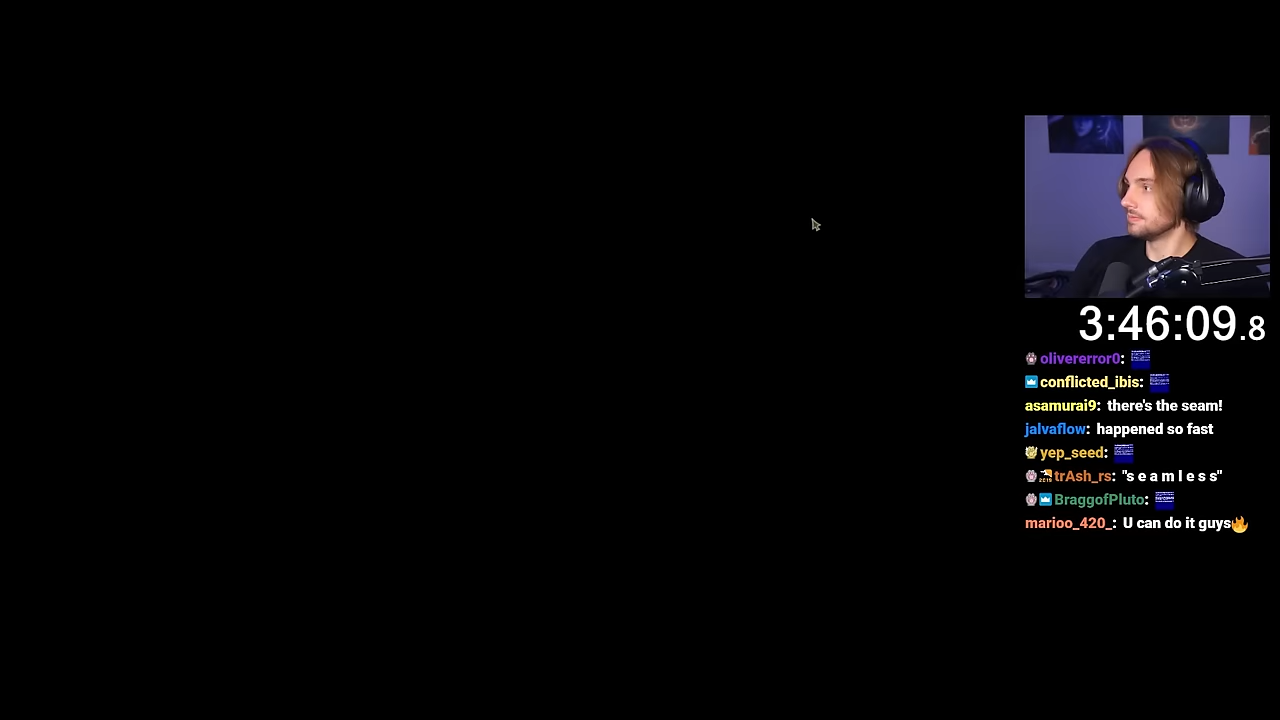 3:46:09.8
olivererror0:
conflicted_ibis:
asamurai9: there's the seam!
jalvaflow: happened so fast
yep_seed:
trAsh_rs: "s e a m l e s s"
BraggofPluto:
marioo_420_: U can do it guys🔥